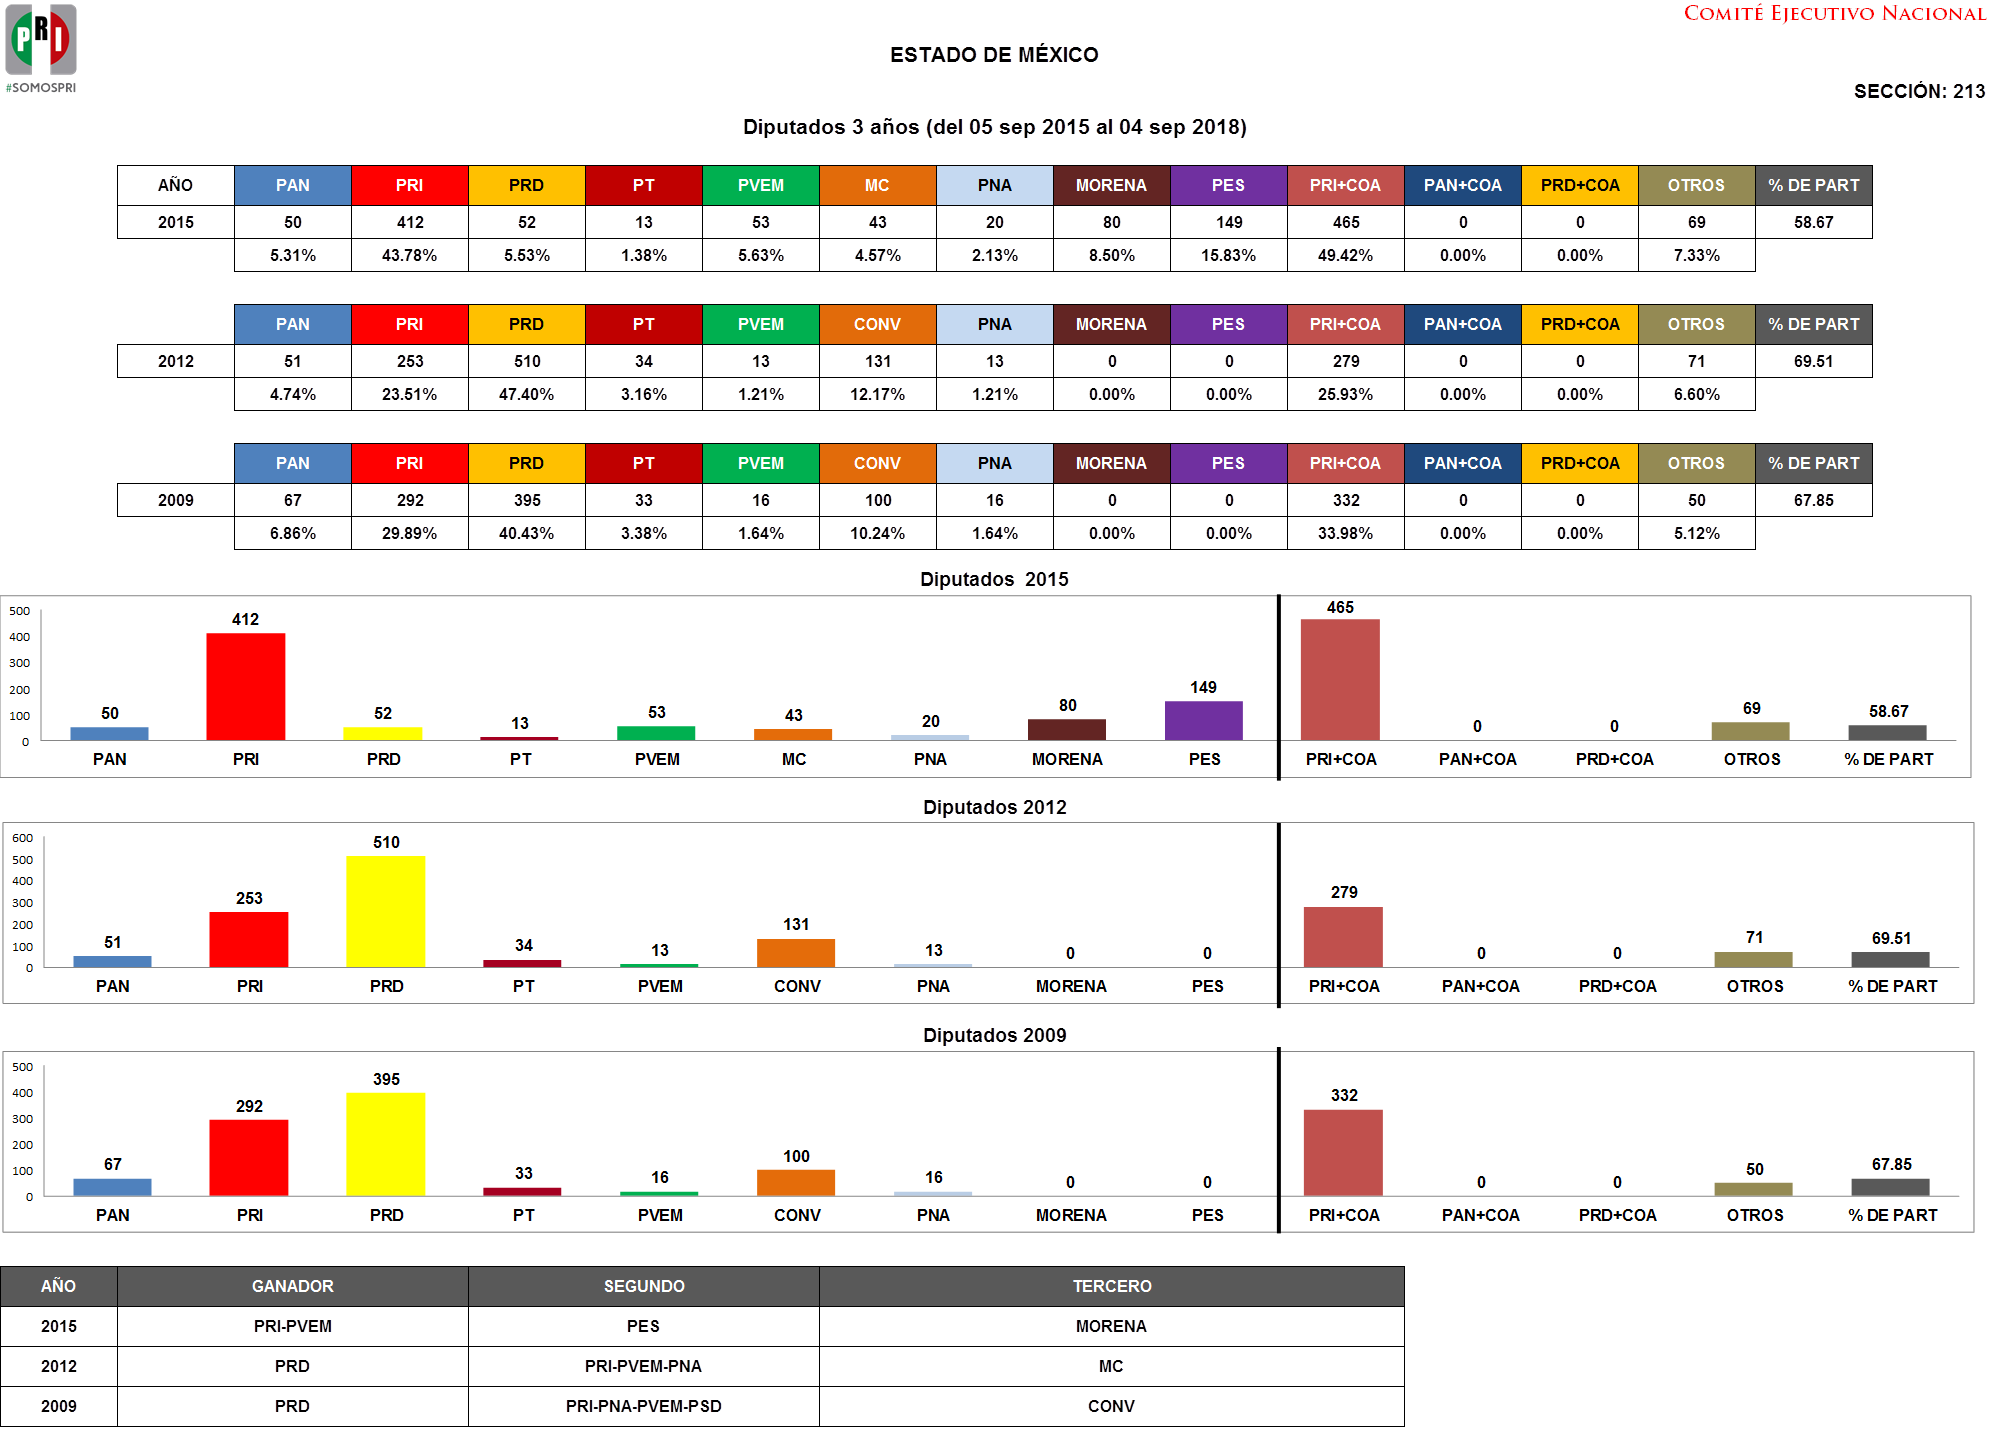 PRI
#SOMOSPRI
COMITÉ EJECUTIVO NACIONAL
ESTADO DE MÉXICO
SECCIÓN: 213
Diputados 3 años (del 05 sep 2015 al 04 sep 2018)
AÑO PAN PRI PRD PT PVEM MC PNA MORENA PES PRI+COA PAN+COA PRD+COA OTROS % DE PART
2015 50 412 52 13 53 43 20 80 149 465 0 0 69 58.67
5.31% 43.78% 5.53% 1.38% 5.63% 4.57% 2.13% 8.50% 15.83% 49.42% 0.00% 0.00% 7.33%
PAN PRI PRD PT PVEM CONV PNA MORENA PES PRI+COA PAN+COA PRD+COA OTROS % DE PART
2012 51 253 510 34 13 131 13 0 0 279 0 0 71 69.51
4.74% 23.51% 47.40% 3.16% 1.21% 12.17% 1.21% 0.00% 0.00% 25.93% 0.00% 0.00% 6.60%
PAN PRI PRD PT PVEM CONV PNA MORENA PES PRI+COA PAN+COA PRD+COA OTROS % DE PART
2009 67 292 395 33 16 100 16 0 0 332 0 0 50 67.85
6.86% 29.89% 40.43% 3.38% 1.64% 10.24% 1.64% 0.00% 0.00% 33.98% 0.00% 0.00% 5.12%
Diputados 2015
500
400
300
200
100
0
50 412 52 13 53 43 20 80 149 465 0 0 69 58.67
PAN PRI PRD PT PVEM MC PNA MORENA PES PRI+COA PAN+COA PRD+COA OTROS % DE PART
Diputados 2012
600
500
400
300
200
100
0
51 253 510 34 13 131 13 0 0 279 0 0 71 69.51
PAN PRI PRD PT PVEM CONV PNA MORENA PES PRI+COA PAN+COA PRD+COA OTROS % DE PART
Diputados 2009
500
400
300
200
100
0
67 292 395 33 16 100 16 0 0 332 0 0 50 67.85
PAN PRI PRD PT PVEM CONV PNA MORENA PES PRI+COA PAN+COA PRD+COA OTROS % DE PART
AÑO GANADOR SEGUNDO TERCERO
2015 PRI-PVEM PES MORENA
2012 PRD PRI-PVEM-PNA MC
2009 PRD PRI-PNA-PVEM-PSD CONV